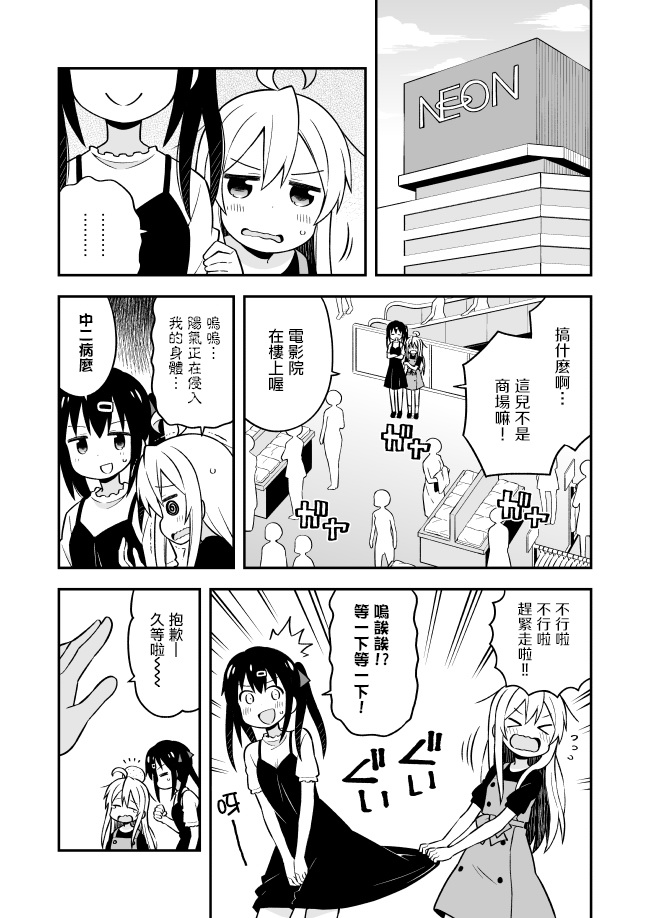 NEON
…………
…………
搞什麼啊…
這兒不是
商場嘛！
電影院
在樓上喔
ガヤ
ガヤ
ガヤ
嗚嗚…
陽氣正在侵入
我的身體…
中二病麼
不行啦
不行啦
趕緊走啦!!
嗚誒誒!?
等一下等一下！
ぐい
ぐい
呀—
抱歉—
久等啦～～